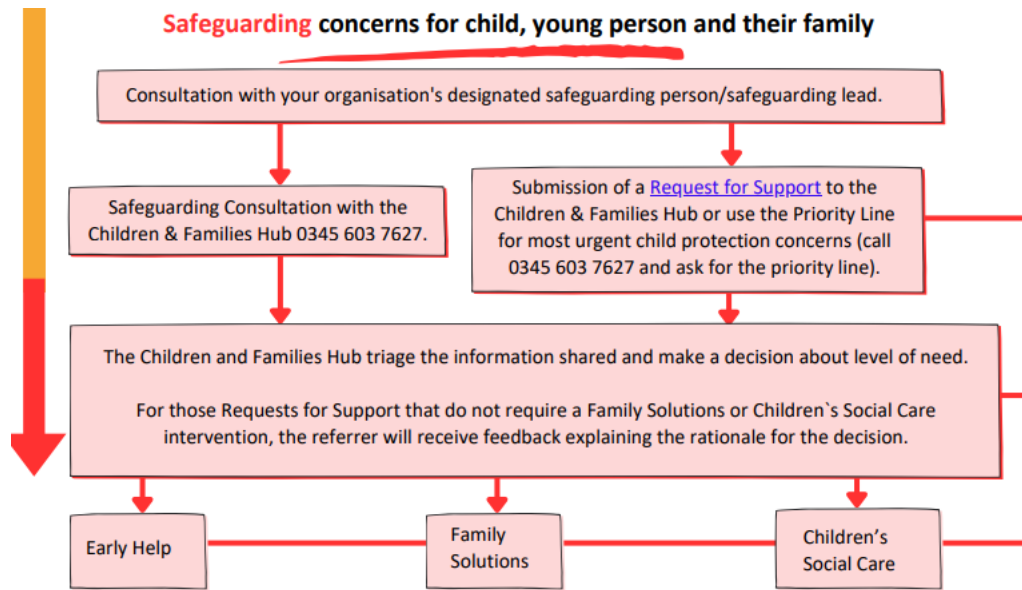 Safeguarding concerns for child, young person and their family
Consultation with your organisation's designated safeguarding person/safeguarding lead.
Safeguarding Consultation with the
Children & Families Hub 0345 603 7627.
Submission of a Request for Support to the
Children & Families Hub or use the Priority Line
for most urgent child protection concerns (call
0345 603 7627 and ask for the priority line).
The Children and Families Hub triage the information shared and make a decision about level of need.
For those Requests for Support that do not require a Family Solutions or Children`s Social Care
intervention, the referrer will receive feedback explaining the rationale for the decision.
Early Help
Family
Solutions
Children’s
Social Care